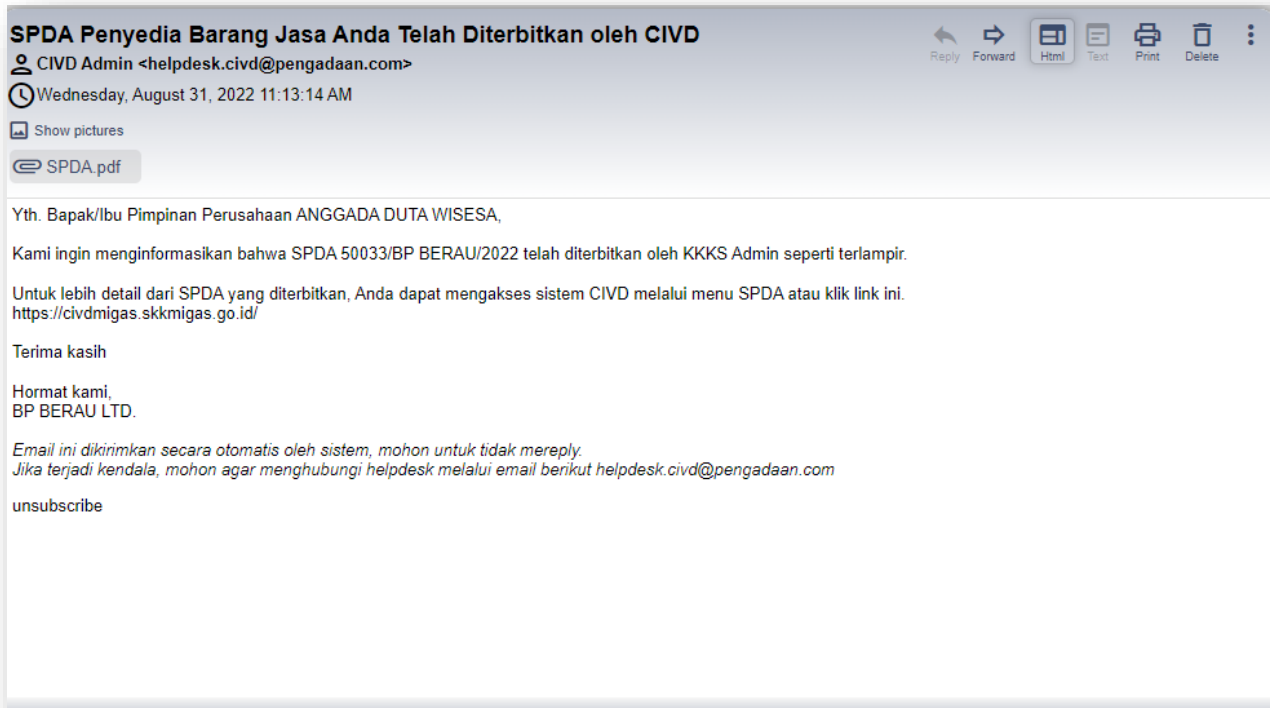 SPDA Penyedia Barang Jasa Anda Telah Diterbitkan oleh CIVD
Reply Forward Html Text Print Delete
CIVD Admin <helpdesk.civd@pengadaan.com>
Wednesday, August 31, 2022 11:13:14 AM
Show pictures
SPDA.pdf
Yth. Bapak/Ibu Pimpinan Perusahaan ANGGADA DUTA WISESA,
Kami ingin menginformasikan bahwa SPDA 50033/BP BERAU/2022 telah diterbitkan oleh KKKS Admin seperti terlampir.
Untuk lebih detail dari SPDA yang diterbitkan, Anda dapat mengakses sistem CIVD melalui menu SPDA atau klik link ini.
https://civdmigas.skkmigas.go.id/
Terima kasih
Hormat kami,
BP BERAU LTD.
Email ini dikirimkan secara otomatis oleh sistem, mohon untuk tidak mereply.
Jika terjadi kendala, mohon agar menghubungi helpdesk melalui email berikut helpdesk.civd@pengadaan.com
unsubscribe